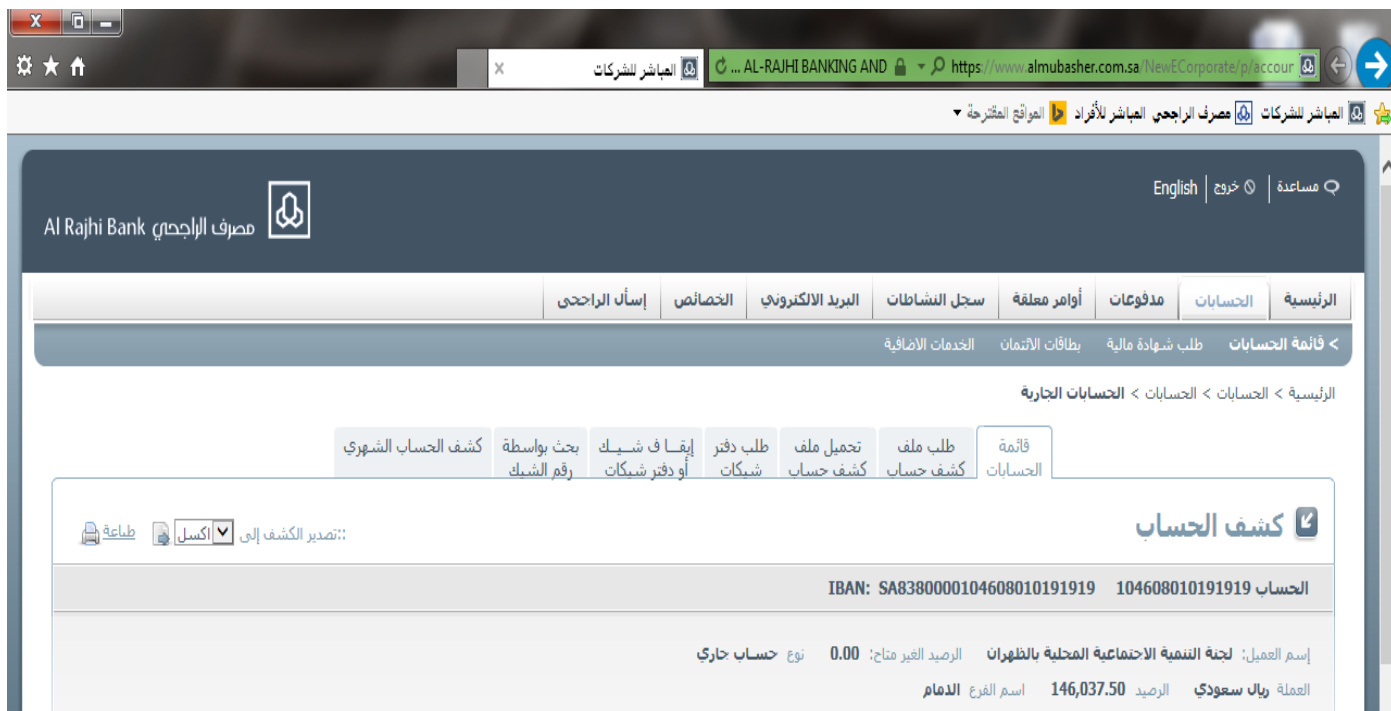 المباشر للشركات
https://www.almubasher.com.sa/NewECorporate/p/accour AL-RAJHI BANKING AND ...
المباشر للشركات مصرف الراجحي المباشر للأفراد المواقع المقترحة
مساعدة | خروج | English
مصرف الراجحي Al Rajhi Bank
الرئيسية الحسابات مدفوعات أوامر معلقة سجل النشاطات البريد الالكتروني الخصائص إسأل الراجحي
> قائمة الحسابات طلب شهادة مالية بطاقات الائتمان الخدمات الاضافية
الرئيسية > الحسابات > الحسابات > الحسابات الجارية
قائمة الحسابات
طلب ملف كشف حساب
تحميل ملف كشف حساب
طلب دفتر شيكات
إيقــا ف شــيــك أو دفتر شيكات
بحث بواسطة رقم الشيك
كشف الحساب الشهري
كشف الحساب
::تصدير الكشف إلى اكسل طباعة
الحساب 104608010191919 IBAN: SA8380000104608010191919
إسم العميل: لجنة التنمية الاجتماعية المحلية بالظهران الرصيد الغير متاح: 0.00 نوع حساب جاري
العملة ريال سعودي الرصيد 146,037.50 اسم الفرع الدمام